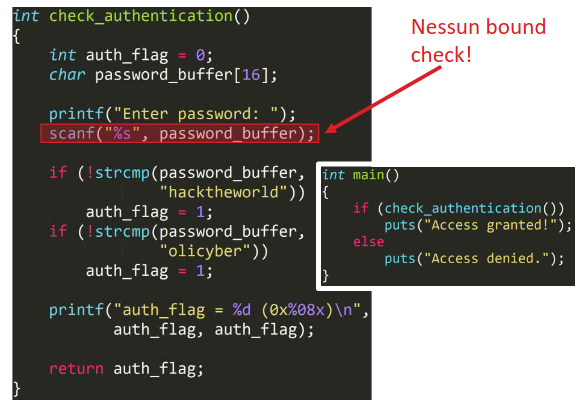 int check_authentication()
{
    int auth_flag = 0;
    char password_buffer[16];

    printf("Enter password: ");
    scanf("%s", password_buffer);

    if (!strcmp(password_buffer,
               "hacktheworld"))
        auth_flag = 1;
    if (!strcmp(password_buffer,
               "olicyber"))
        auth_flag = 1;

    printf("auth_flag = %d (0x%08x)\n",
           auth_flag, auth_flag);

    return auth_flag;
}
Nessun bound
check!
int main()
{
    if (check_authentication())
        puts("Access granted!");
    else
        puts("Access denied.");
}